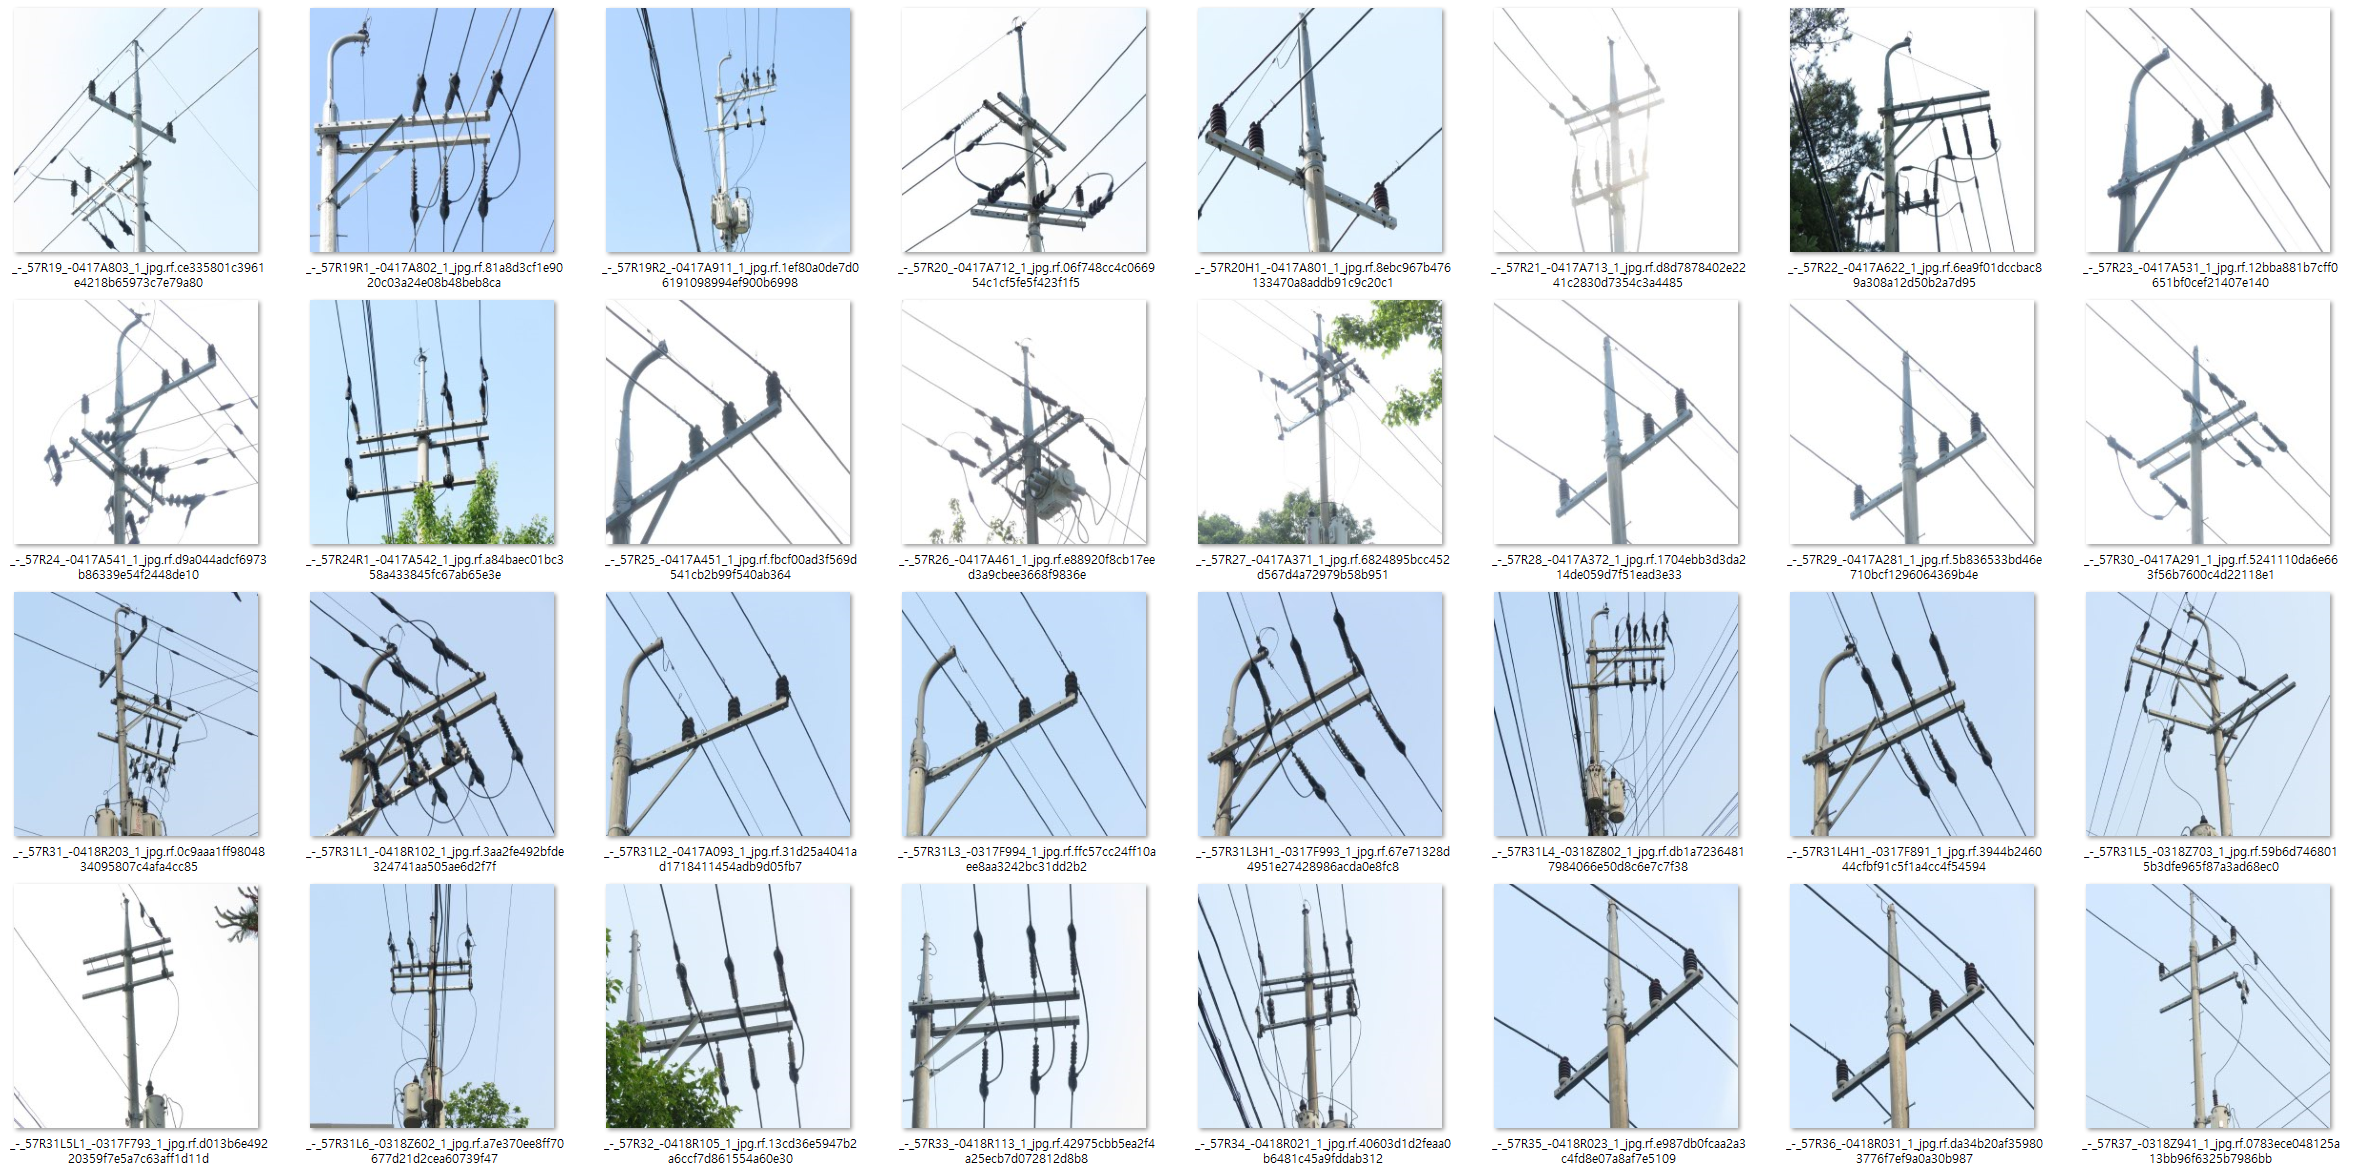 _-_57R19_-0417A803_1_jpg.rf.ce335801c3961
e4218b65973c7e79a80
_-_57R19R1_-0417A802_1_jpg.rf.81a8d3cf1e90
20c03a24e08b48beb8ca
_-_57R19R2_-0417A911_1_jpg.rf.1ef80a0de7d0
6191098994ef900b6998
_-_57R20_-0417A712_1_jpg.rf.06f748cc4c0669
54c1cf5fe5f423f1f5
_-_57R20H1_-0417A801_1_jpg.rf.8ebc967b476
133470a8addb91c9c20c1
_-_57R21_-0417A713_1_jpg.rf.d8d7878402e22
41c2830d7354c3a4485
_-_57R22_-0417A622_1_jpg.rf.6ea9f01dccbac8
9a308a12d50b2a7d95
_-_57R23_-0417A531_1_jpg.rf.12bba881b7cff0
651bf0cef21407e140
_-_57R24_-0417A541_1_jpg.rf.d9a044adcf6973
b86339e54f2448de10
_-_57R24R1_-0417A542_1_jpg.rf.a84baec01bc3
58a433845fc67ab65e3e
_-_57R25_-0417A451_1_jpg.rf.fbcf00ad3f569d
541cb2b99f540ab364
_-_57R26_-0417A461_1_jpg.rf.e88920f8cb17ee
d3a9cbee3668f9836e
_-_57R27_-0417A371_1_jpg.rf.6824895bcc452
d567d4a72979b58b951
_-_57R28_-0417A372_1_jpg.rf.1704ebb3d3da2
14de059d7f51ead3e33
_-_57R29_-0417A281_1_jpg.rf.5b836533bd46e
710bcf1296064369b4e
_-_57R30_-0417A291_1_jpg.rf.5241110da6e66
3f56b7600c4d22118e1
_-_57R31_-0418R203_1_jpg.rf.0c9aaa1ff98048
34095807c4afa4cc85
_-_57R31L1_-0418R102_1_jpg.rf.3aa2fe492bfde
324741aa505ae6d2f7f
_-_57R31L2_-0417A093_1_jpg.rf.31d25a4041a
d1718411454adb9d05fb7
_-_57R31L3_-0317F994_1_jpg.rf.ffc57cc24ff10a
ee8aa3242bc31dd2b2
_-_57R31L3H1_-0317F993_1_jpg.rf.67e71328d
4951e27428986acda0e8fc8
_-_57R31L4_-0318Z802_1_jpg.rf.db1a7236481
7984066e50d8c6e7c7f38
_-_57R31L4H1_-0317F891_1_jpg.rf.3944b2460
44cfbf91c5f1a4cc4f54594
_-_57R31L5_-0318Z703_1_jpg.rf.59b6d746801
5b3dfe965f87a3ad68ec0
_-_57R31L5L1_-0317F793_1_jpg.rf.d013b6e492
20359f7e5a7c63aff1d11d
_-_57R31L6_-0318Z602_1_jpg.rf.a7e370ee8ff70
677d21d2cea60739f47
_-_57R32_-0418R105_1_jpg.rf.13cd36e5947b2
a6ccf7d861554a60e30
_-_57R33_-0418R113_1_jpg.rf.42975cbb5ea2f4
a25ecb7d072812d8b8
_-_57R34_-0418R021_1_jpg.rf.40603d1d2feaa0
b6481c45a9fddab312
_-_57R35_-0418R023_1_jpg.rf.e987db0fcaa2a3
c4fd8e07a8af7e5109
_-_57R36_-0418R031_1_jpg.rf.da34b20af35980
3776f7ef9a0a30b987
_-_57R37_-0318Z941_1_jpg.rf.0783ece048125a
13bb96f6325b7986bb